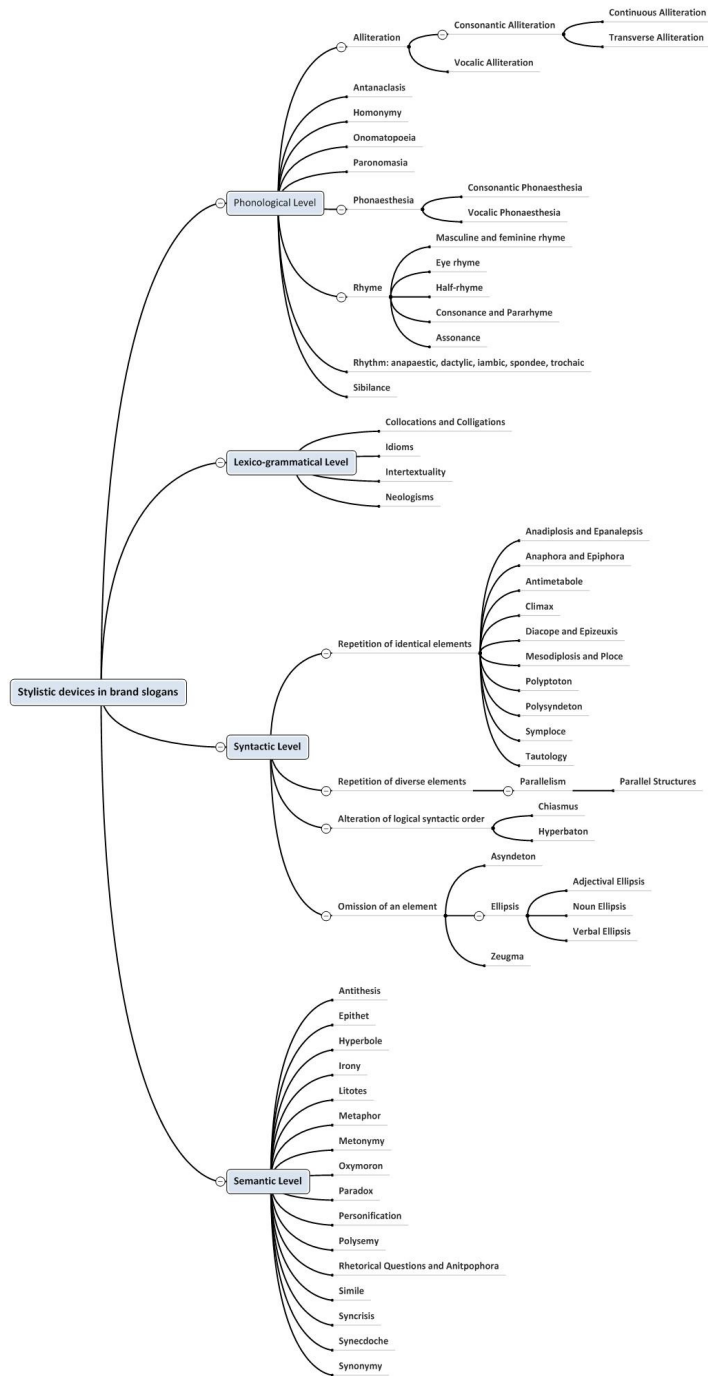 Stylistic devices in brand slogans
Phonological Level
Alliteration
Consonantic Alliteration
Continuous Alliteration
Transverse Alliteration
Vocalic Alliteration
Antanaclasis
Homonymy
Onomatopoeia
Paronomasia
Phonaesthesia
Consonantic Phonaesthesia
Vocalic Phonaesthesia
Rhyme
Masculine and feminine rhyme
Eye rhyme
Half-rhyme
Consonance and Pararhyme
Assonance
Rhythm: anapaestic, dactylic, iambic, spondee, trochaic
Sibilance
Lexico-grammatical Level
Collocations and Colligations
Idioms
Intertextuality
Neologisms
Syntactic Level
Repetition of identical elements
Anadiplosis and Epanalepsis
Anaphora and Epiphora
Antimetabole
Climax
Diacope and Epizeuxis
Mesodiplosis and Ploce
Polyptoton
Polysyndeton
Symploce
Tautology
Repetition of diverse elements
Parallelism
Parallel Structures
Alteration of logical syntactic order
Chiasmus
Hyperbaton
Omission of an element
Asyndeton
Ellipsis
Adjectival Ellipsis
Noun Ellipsis
Verbal Ellipsis
Zeugma
Semantic Level
Antithesis
Epithet
Hyperbole
Irony
Litotes
Metaphor
Metonymy
Oxymoron
Paradox
Personification
Polysemy
Rhetorical Questions and Anitpophora
Simile
Syncrisis
Synecdoche
Synonymy